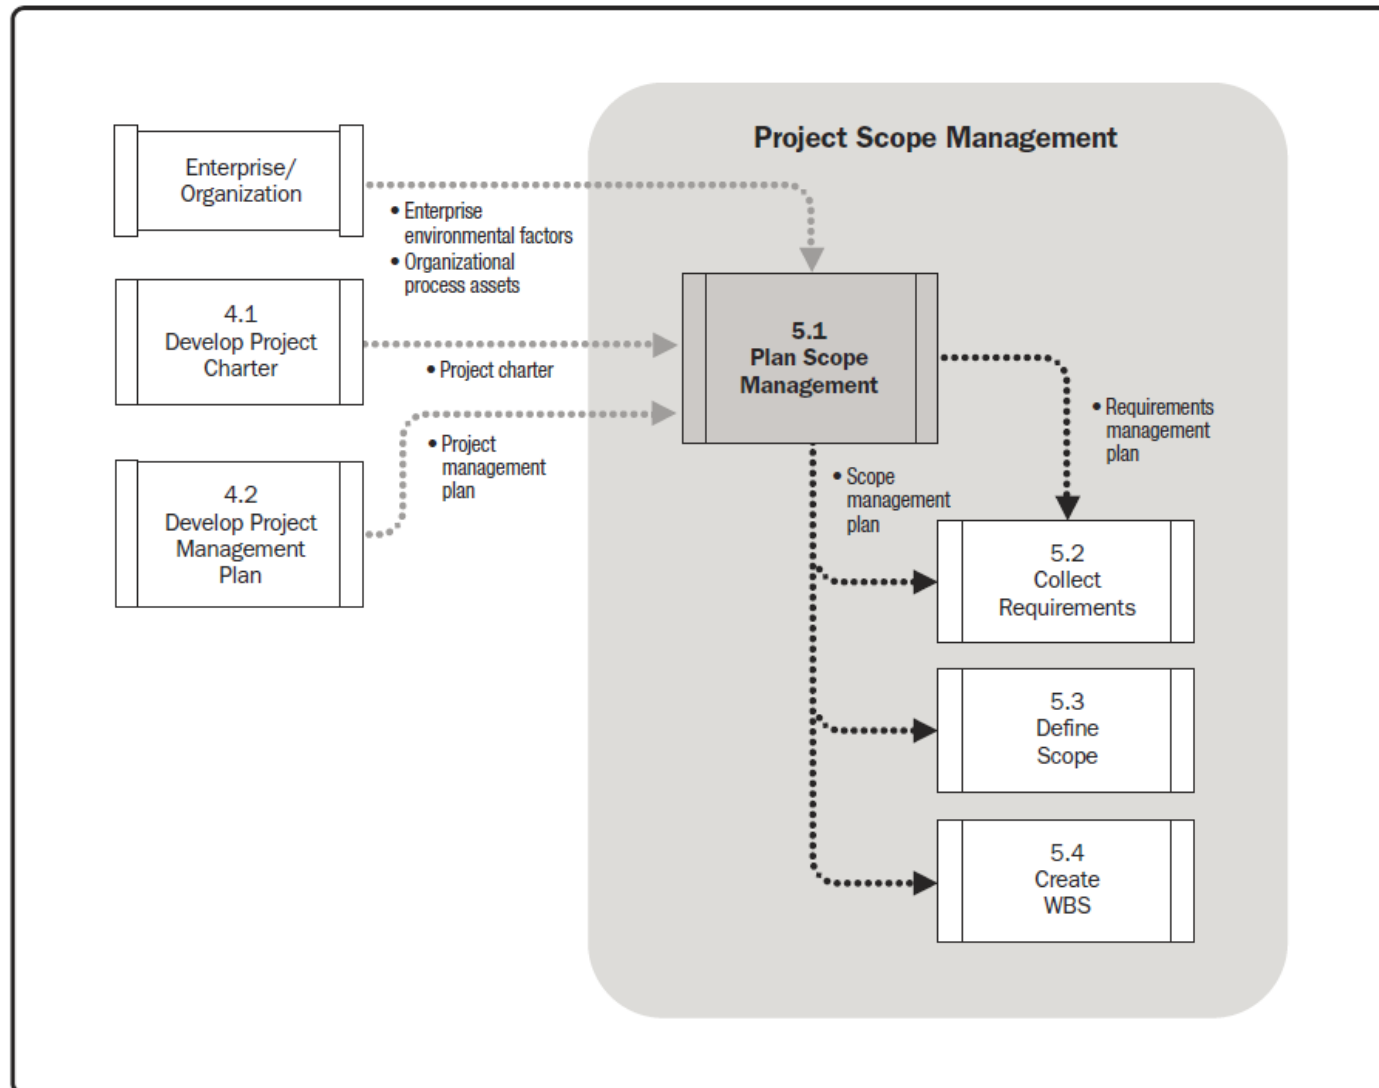 Project Scope Management
Enterprise/
Organization
• Enterprise
environmental factors
• Organizational
process assets
4.1
Develop Project
Charter
• Project charter
4.2
Develop Project
Management
Plan
• Project
management
plan
5.1
Plan Scope
Management
• Requirements
management
plan
• Scope
management
plan
5.2
Collect
Requirements
5.3
Define
Scope
5.4
Create
WBS